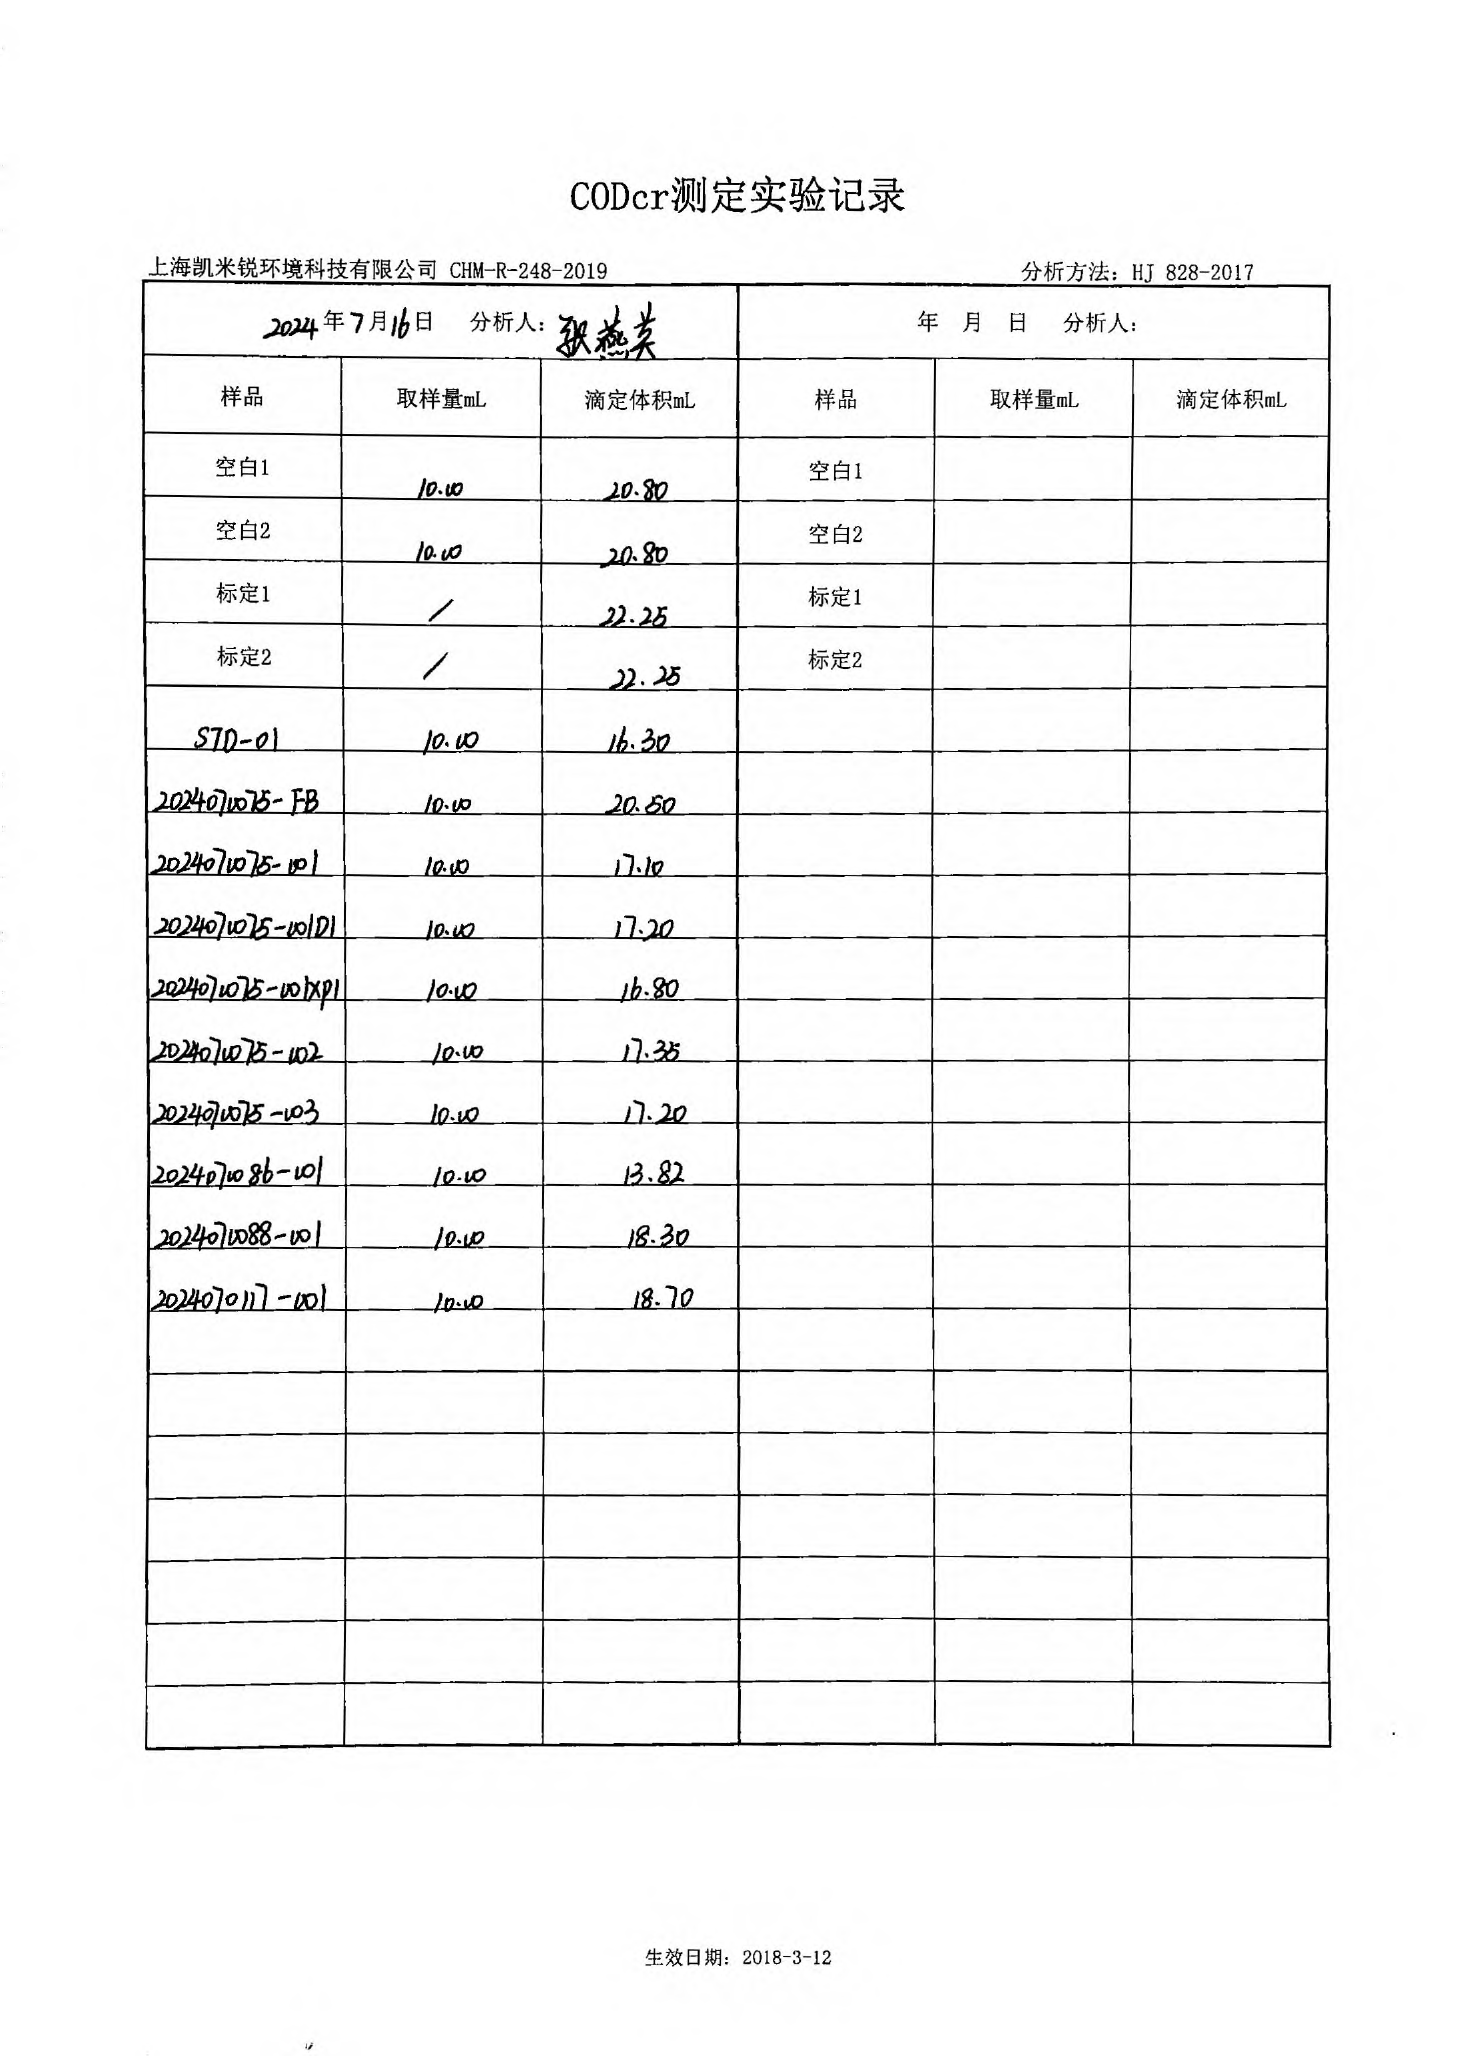 CODcr测定实验记录
上海凯米锐环境科技有限公司 CHM-R-248-2019 分析方法: HJ 828-2017
2024年7月16日 分析人: 张燕英 年 月 日 分析人:
样品 取样量mL 滴定体积mL 样品 取样量mL 滴定体积mL
空白1 10.00 20.80 空白1
空白2 10.00 20.80 空白2
标定1 / 22.25 标定1
标定2 / 22.25 标定2
STD-01 10.00 16.30
2024070075-FB 10.00 20.50
2024070075-001 10.00 17.10
2024070075-001D1 10.00 17.20
2024070075-001XP1 10.00 16.80
2024070075-002 10.00 17.35
2024070075-003 10.00 17.20
2024070086-001 10.00 13.82
2024070088-001 10.00 18.30
2024070117-001 10.00 18.70
生效日期: 2018-3-12